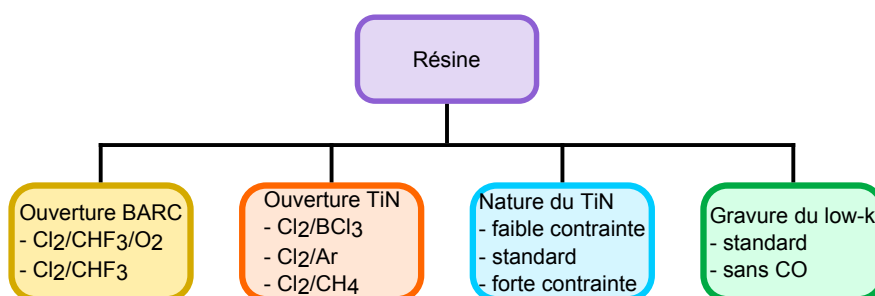 Résine
Ouverture BARC
- Cl2/CHF3/O2
- Cl2/CHF3
Ouverture TiN
- Cl2/BCl3
- Cl2/Ar
- Cl2/CH4
Nature du TiN
- faible contrainte
- standard
- forte contrainte
Gravure du low-k
- standard
- sans CO